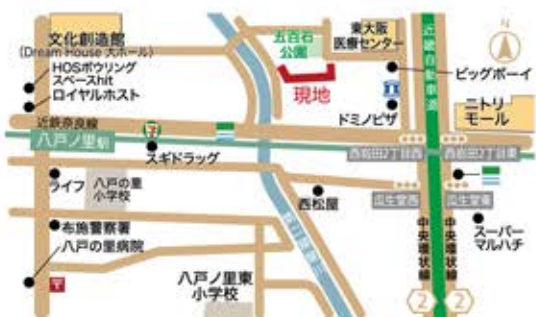 文化創造館
(Dream House 大ホール)
HOSボウリング
スペースhit
ロイヤルホスト
五百石
公園
東大阪
医療センター
近畿自動車道
N
ビッグボーイ
現地
ドミノピザ
ニトリ
モール
近鉄奈良線
八戸ノ里駅
スギドラッグ
西岩田2丁目西
西岩田2丁目東
ライフ
八戸の里
小学校
西松屋
布施警察署
八戸の里病院
八戸ノ里東
小学校
中央環状線
中央環状線
スーパー
マルハチ
2
2